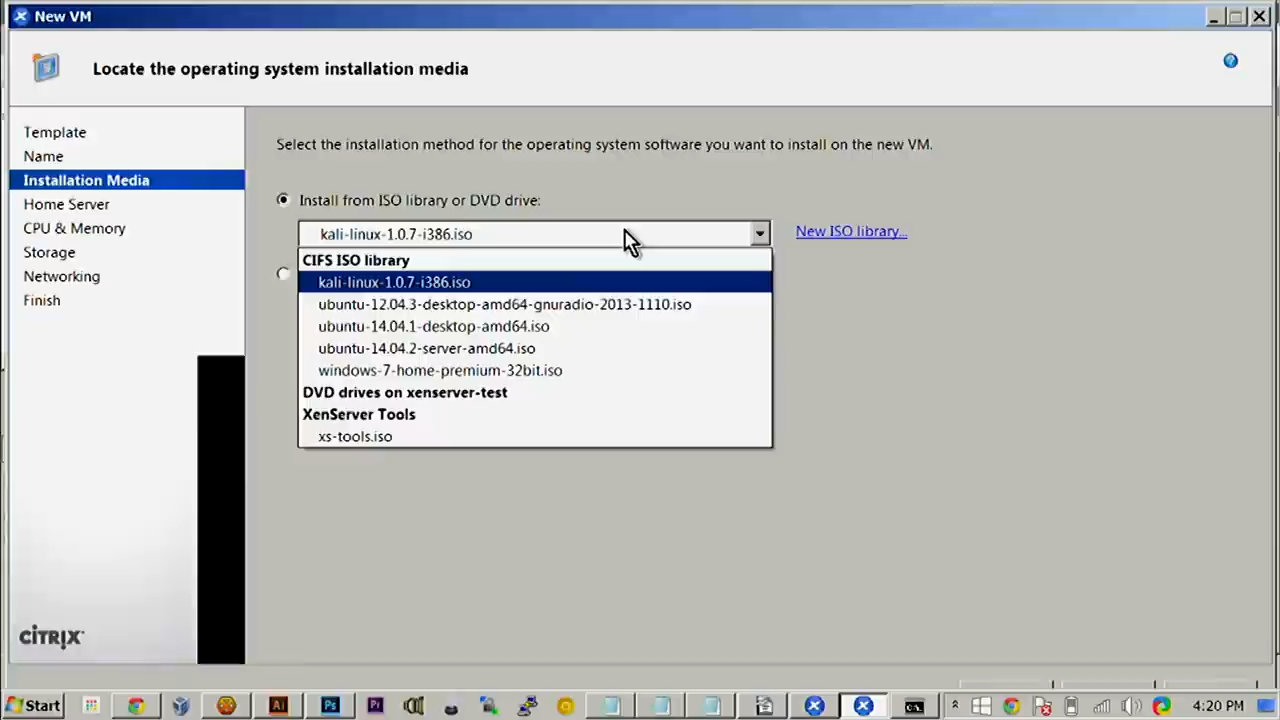 New VM
Locate the operating system installation media
Template
Name
Installation Media
Home Server
CPU & Memory
Storage
Networking
Finish
CİTRIX
Select the installation method for the operating system software you want to install on the new VM.
Install from ISO library or DVD drive:
kali-linux-1.0.7-i386.iso
New ISO library...
CIFS ISO library
kali-linux-1.0.7-i386.iso
ubuntu-12.04.3-desktop-amd64-gnuradio-2013-1110.iso
ubuntu-14.04.1-desktop-amd64.iso
ubuntu-14.04.2-server-amd64.iso
windows-7-home-premium-32bit.iso
DVD drives on xenserver-test
XenServer Tools
xs-tools.iso
Start
Ai
Ps
Pr
4:20 PM